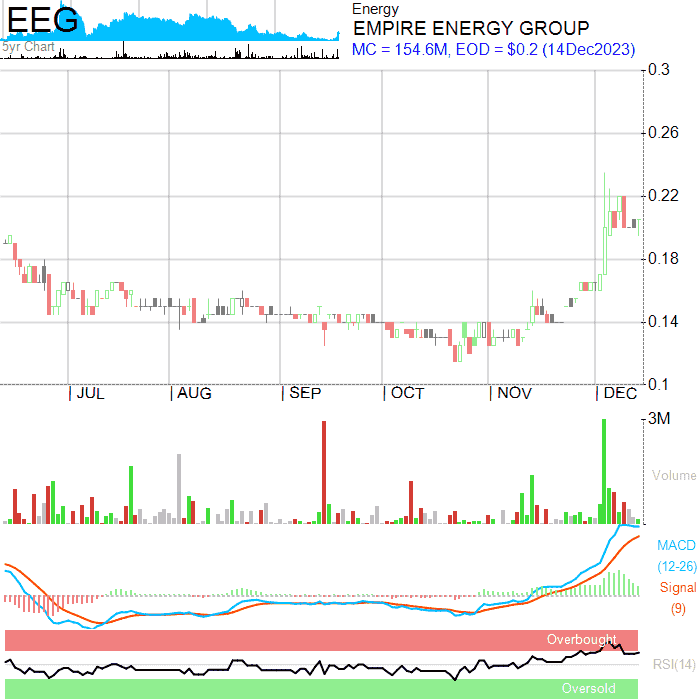 EEG
5yr Chart
Energy
EMPIRE ENERGY GROUP
MC = 154.6M, EOD = $0.2 (14Dec2023)
0.3
0.26
0.22
0.18
0.14
0.1
JUL AUG SEP OCT NOV DEC
3M
Volume
MACD
(12-26)
Signal
(9)
Overbought
RSI(14)
Oversold